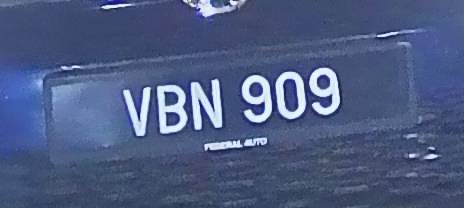 VBN 909
FEDERAL AUTO